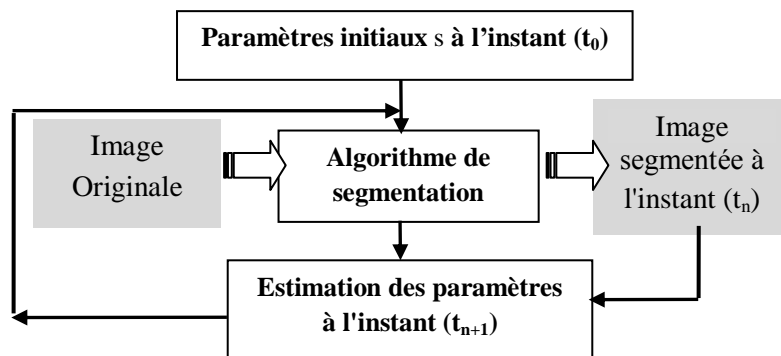 Paramètres initiaux s à l'instant (t₀)
Image
Originale
Algorithme de
segmentation
Image
segmentée à
l'instant (tₙ)
Estimation des paramètres
à l'instant (tₙ₊₁)